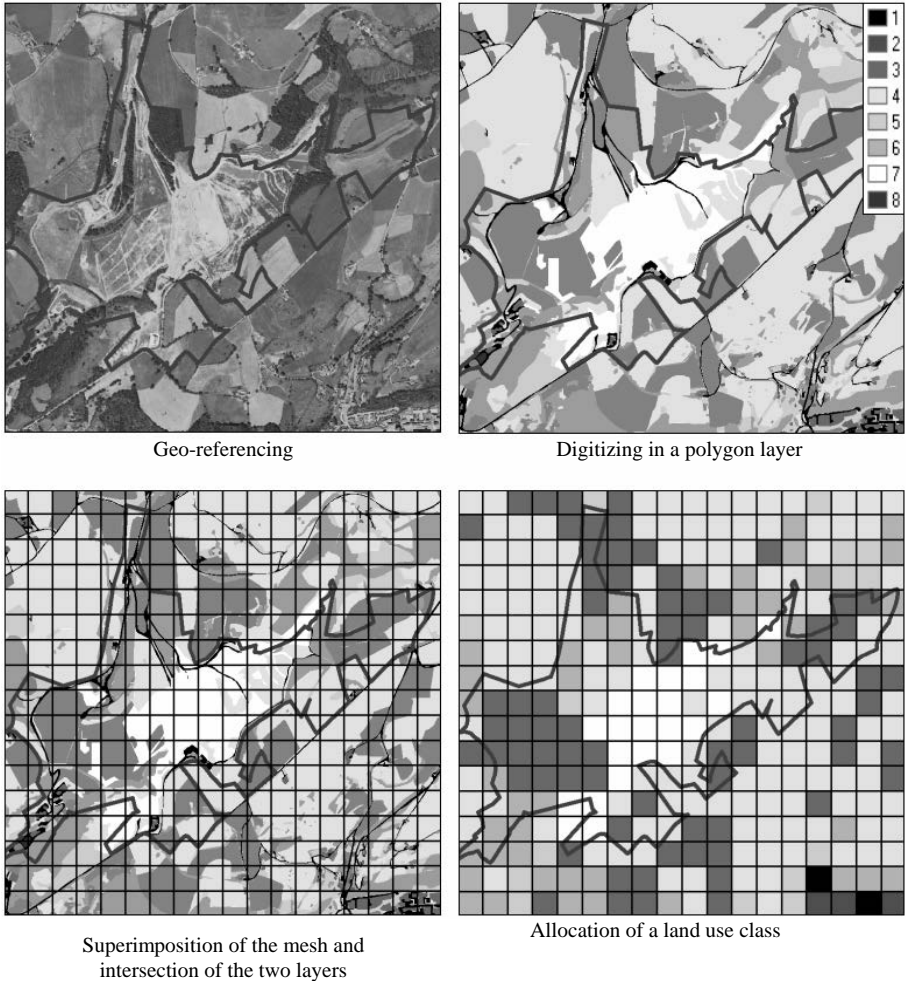 1
2
3
4
5
6
7
8
Geo-referencing
Digitizing in a polygon layer
Superimposition of the mesh and
intersection of the two layers
Allocation of a land use class